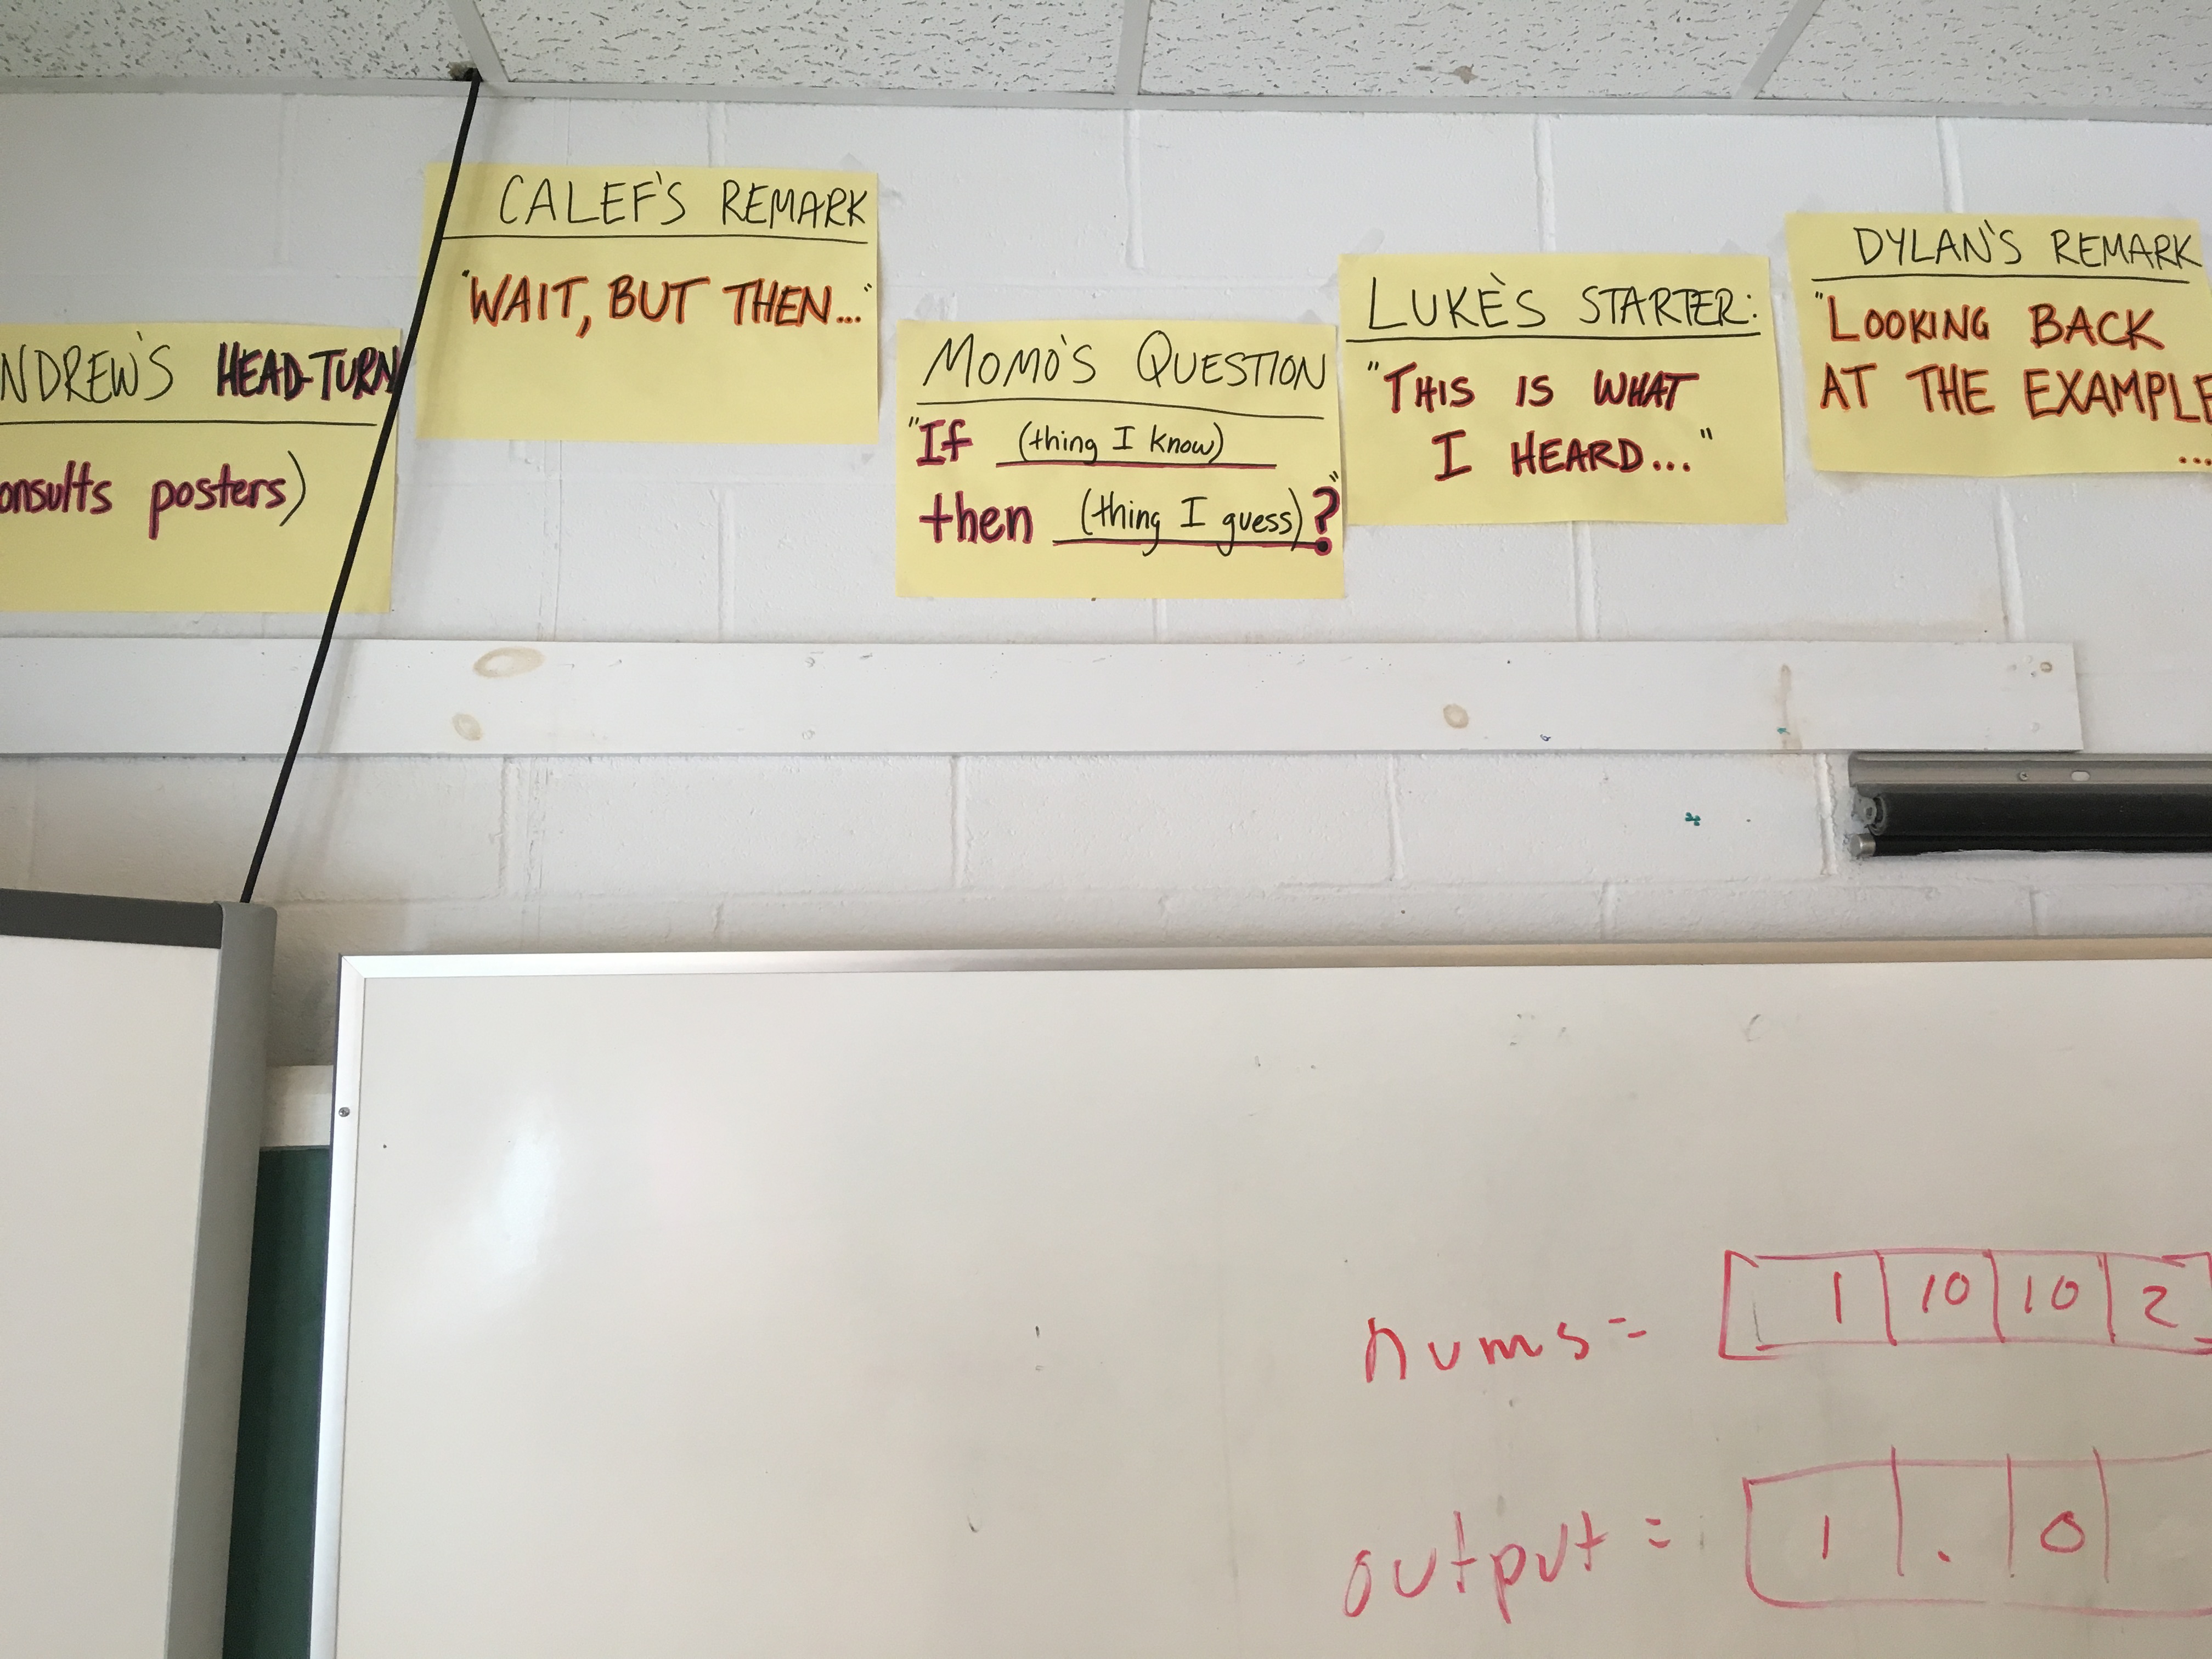 NDREW'S HEAD-TURN
onsults posters)
CALEF'S REMARK
"WAIT, BUT THEN..."
MOMO'S QUESTION
"If (thing I know)
then (thing I guess)?"
LUKE'S STARTER:
"THIS IS WHAT
I HEARD..."
DYLAN'S REMARK
"LOOKING BACK
AT THE EXAMPLE
...
nums = [ 1 | 10 | 10 | 2
output = [ 1 | . | 0 |